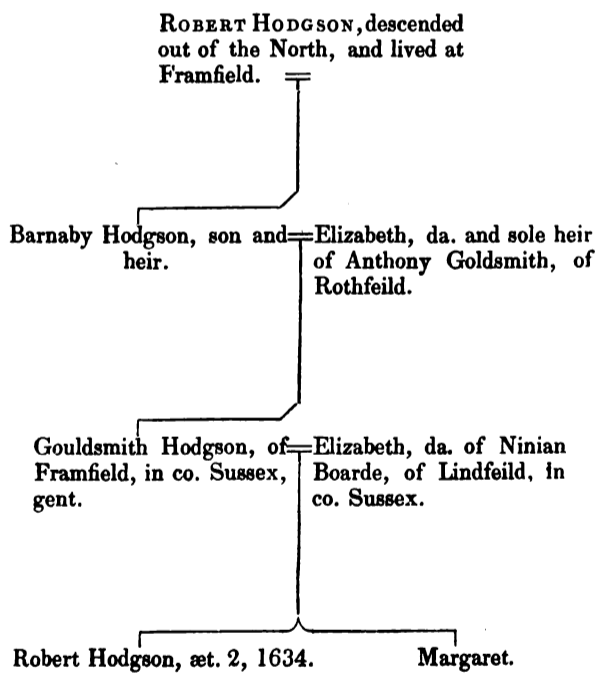 ROBERT HODGSON, descended
out of the North, and lived at
Framfield.
Barnaby Hodgson, son and
heir.
Elizabeth, da. and sole heir
of Anthony Goldsmith, of
Rothfeild.
Gouldsmith Hodgson, of
Framfield, in co. Sussex,
gent.
Elizabeth, da. of Ninian
Boarde, of Lindfeild, in
co. Sussex.
Robert Hodgson, æt. 2, 1634.
Margaret.